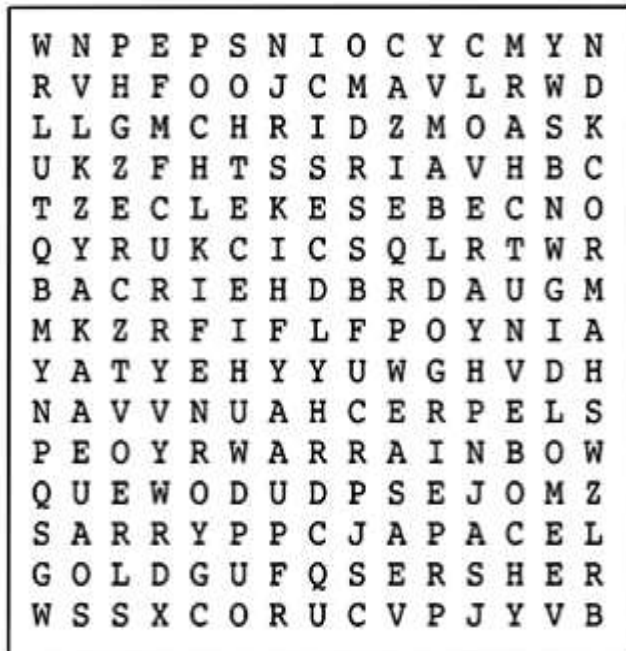 W N P E P S N I O C Y C M Y N
R V H F O O J C M A V L R W D
L L G M C H R I D Z M O A S K
U K Z F H T S S R I A V H B C
T Z E C L E K E S E B E C N O
Q Y R U K C I C S Q L R T W R
B A C R I E H D B R D A U G M
M K Z R F I F L F P O Y N I A
Y A T Y E H Y Y U W G H V D H
N A V V N U A H C E R P E L S
P E O Y R W A R R A I N B O W
Q U E W O D U D P S E J O M Z
S A R R Y P P C J A P A C E L
G O L D G U F Q S E R S H E R
W S S X C O R U C V P J Y V B